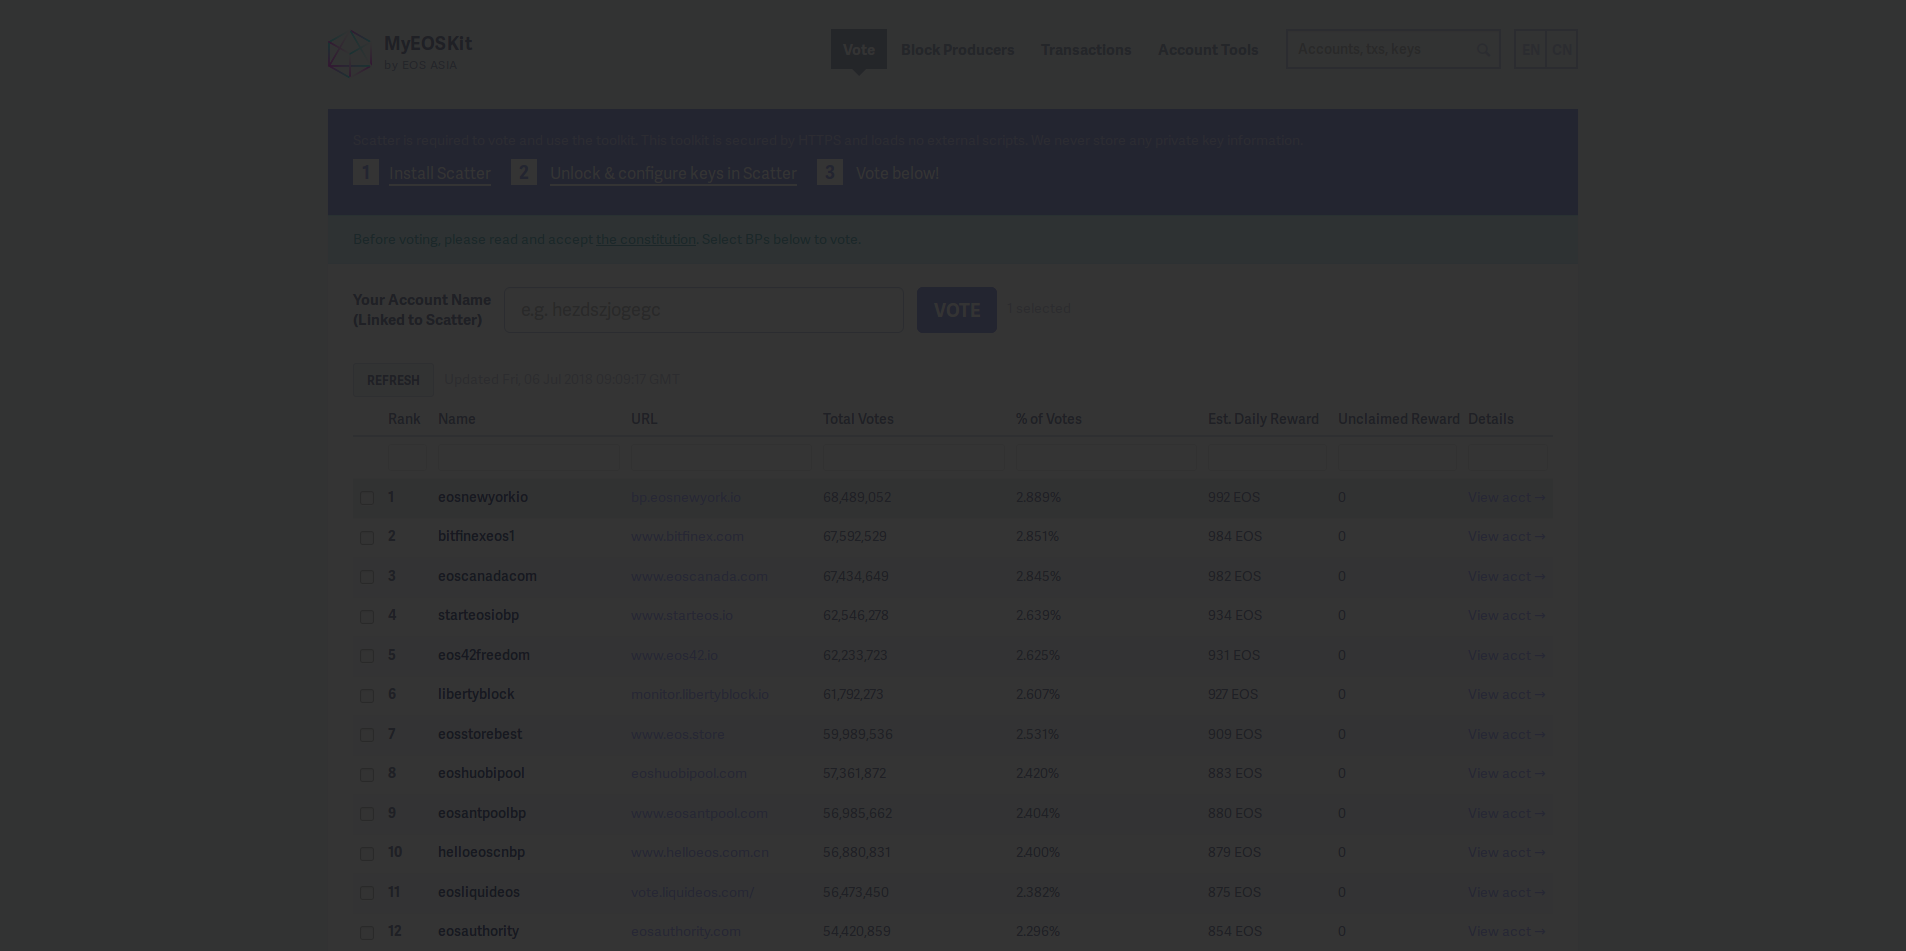 MyEOSKit
by EOS ASIA
Vote Block Producers Transactions Account Tools Accounts, txs, keys EN CN
Scatter is required to vote and use the toolkit. This toolkit is secured by HTTPS and loads no external scripts. We never store any private key information.
1 Install Scatter 2 Unlock & configure keys in Scatter 3 Vote below!
Before voting, please read and accept the constitution. Select BPs below to vote.
Your Account Name
(Linked to Scatter)
e.g. hezdszjogegc VOTE 1 selected
REFRESH Updated Fri, 06 Jul 2018 09:09:17 GMT
Rank Name URL Total Votes % of Votes Est. Daily Reward Unclaimed Reward Details
1 eosnewyorkio bp.eosnewyork.io 68,489,052 2.889% 992 EOS 0 View acct →
2 bitfinexeos1 www.bitfinex.com 67,592,529 2.851% 984 EOS 0 View acct →
3 eoscanadacom www.eoscanada.com 67,434,649 2.845% 982 EOS 0 View acct →
4 starteosiobp www.starteos.io 62,546,278 2.639% 934 EOS 0 View acct →
5 eos42freedom www.eos42.io 62,233,723 2.625% 931 EOS 0 View acct →
6 libertyblock monitor.libertyblock.io 61,792,273 2.607% 927 EOS 0 View acct →
7 eosstorebest www.eos.store 59,989,536 2.531% 909 EOS 0 View acct →
8 eoshuobipool eoshuobipool.com 57,361,872 2.420% 883 EOS 0 View acct →
9 eosantpoolbp www.eosantpool.com 56,985,662 2.404% 880 EOS 0 View acct →
10 helloeoscnbp www.helloeos.com.cn 56,880,831 2.400% 879 EOS 0 View acct →
11 eosliquideos vote.liquideos.com/ 56,473,450 2.382% 875 EOS 0 View acct →
12 eosauthority eosauthority.com 54,420,859 2.296% 854 EOS 0 View acct →